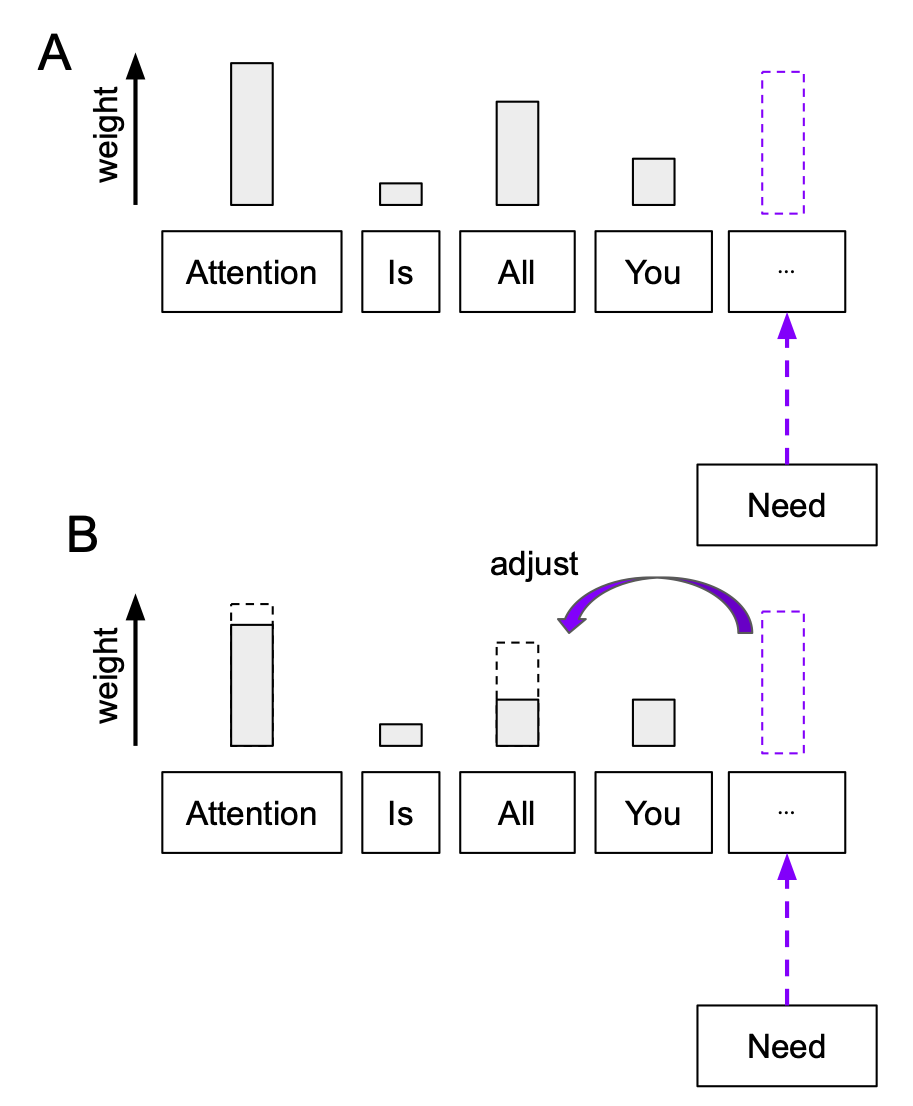 A
weight
Attention Is All You ...
Need
B
adjust
weight
Attention Is All You ...
Need